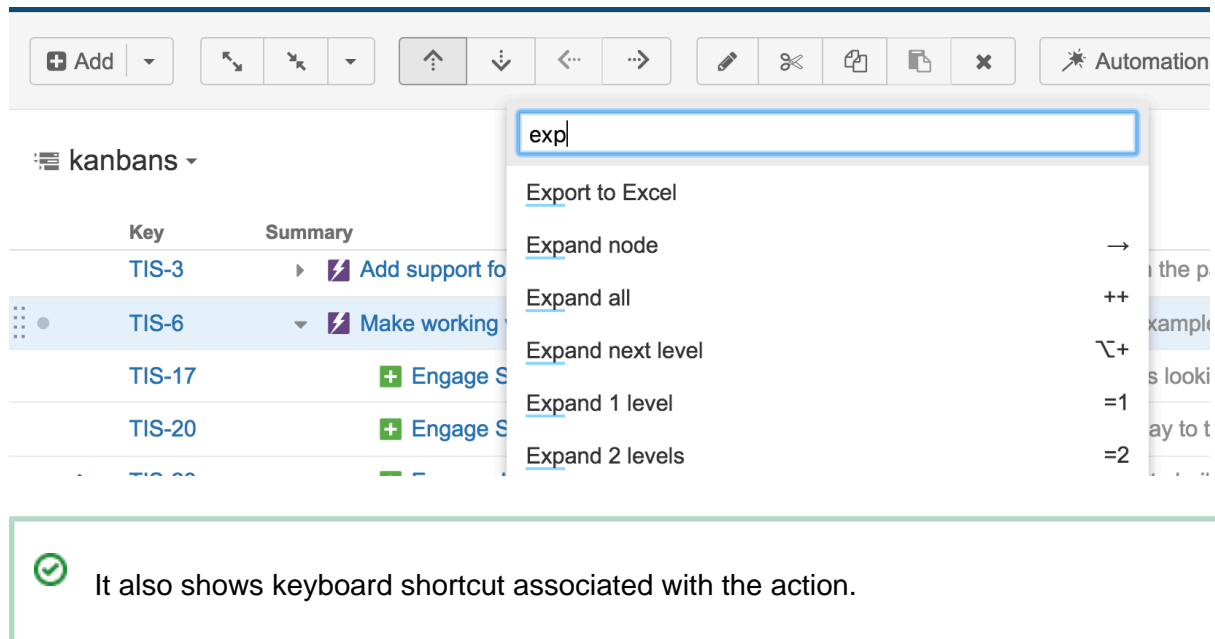 Add
Automation
exp
kanbans
Export to Excel
Key Summary
Expand node →
TIS-3 Add support fo the p
Expand all ++
TIS-6 Make working
Expand next level ⌥+
TIS-17 Engage S s looki
Expand 1 level =1
TIS-20 Engage S ay to t
Expand 2 levels =2
It also shows keyboard shortcut associated with the action.